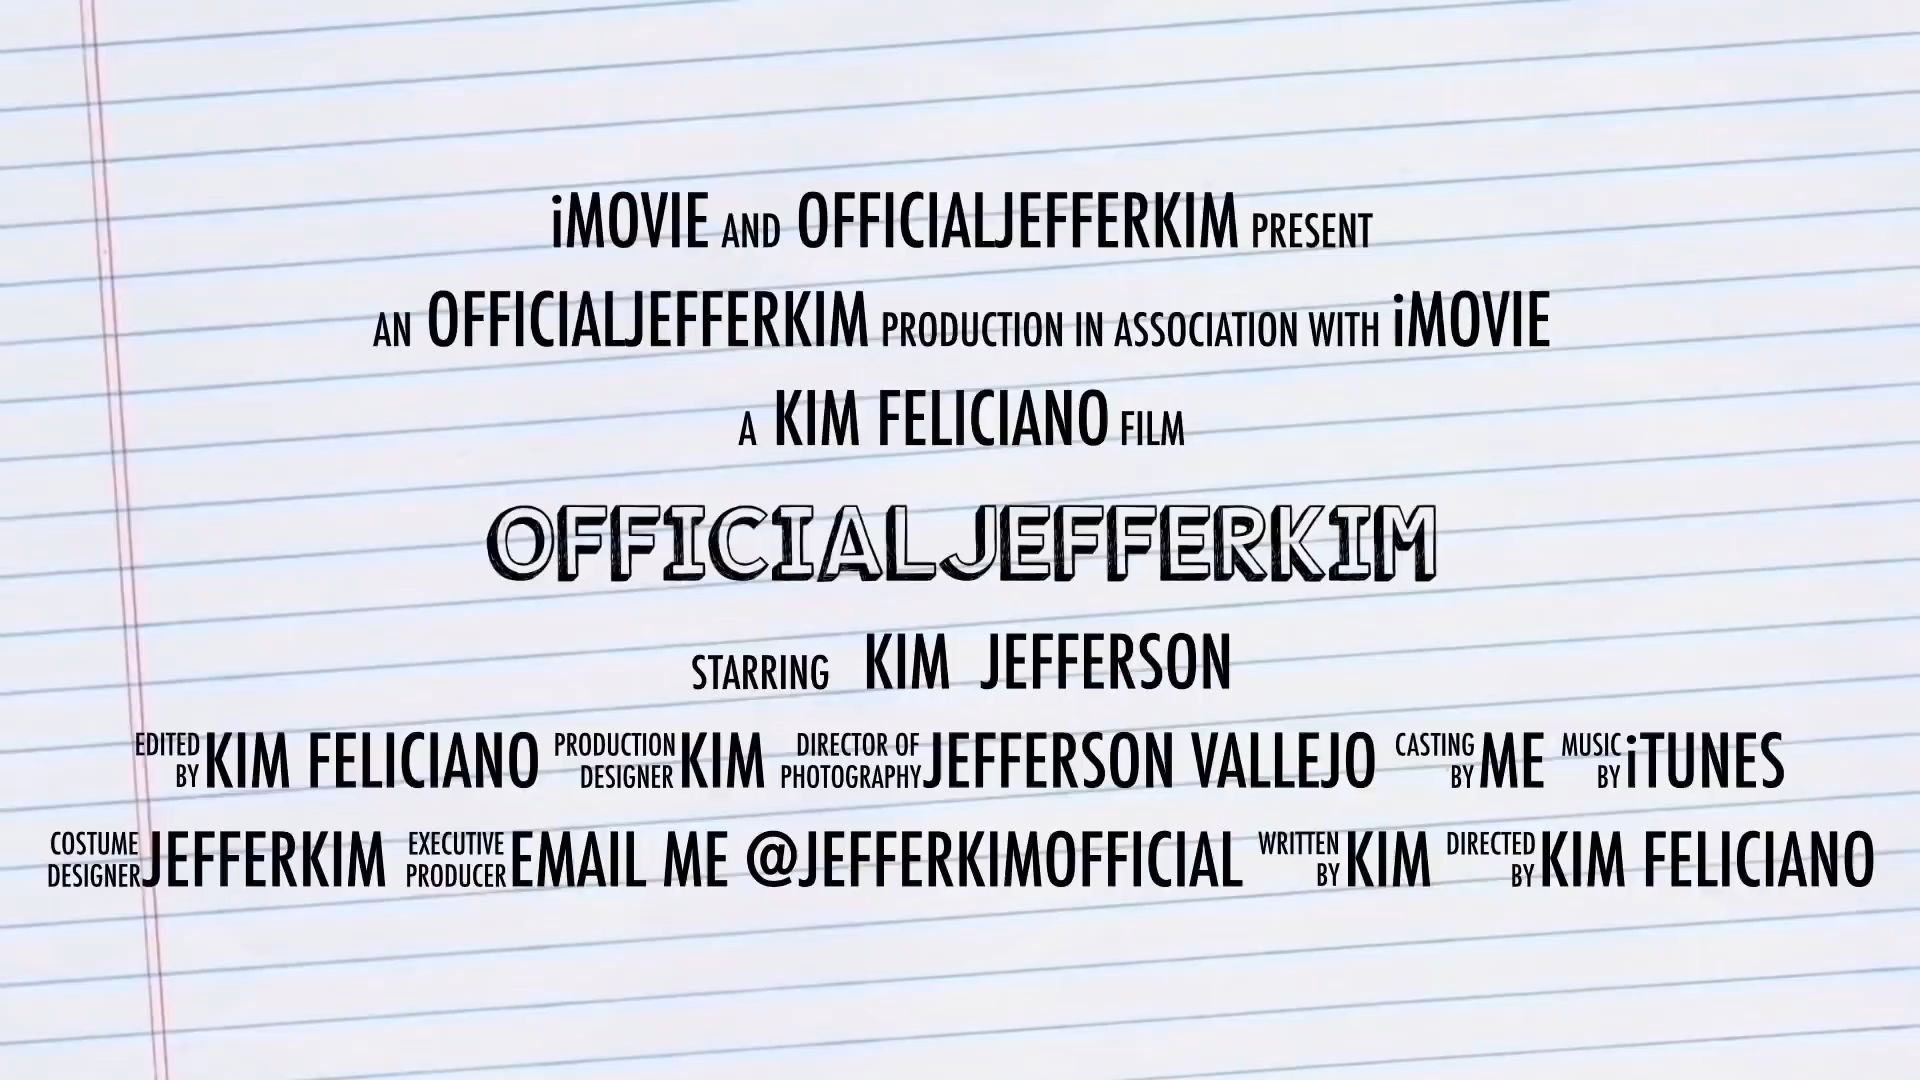 iMOVIE AND OFFICIALJEFFERKIM PRESENT
AN OFFICIALJEFFERKIM PRODUCTION IN ASSOCIATION WITH iMOVIE
A KIM FELICIANO FILM
OFFICIALJEFFERKIM
STARRING KIM JEFFERSON
EDITED BY KIM FELICIANO PRODUCTION DESIGNER KIM DIRECTOR OF PHOTOGRAPHY JEFFERSON VALLEJO CASTING BY ME MUSIC BY iTUNES
COSTUME DESIGNER JEFFERKIM EXECUTIVE PRODUCER EMAIL ME @JEFFERKIMOFFICIAL WRITTEN BY KIM DIRECTED BY KIM FELICIANO